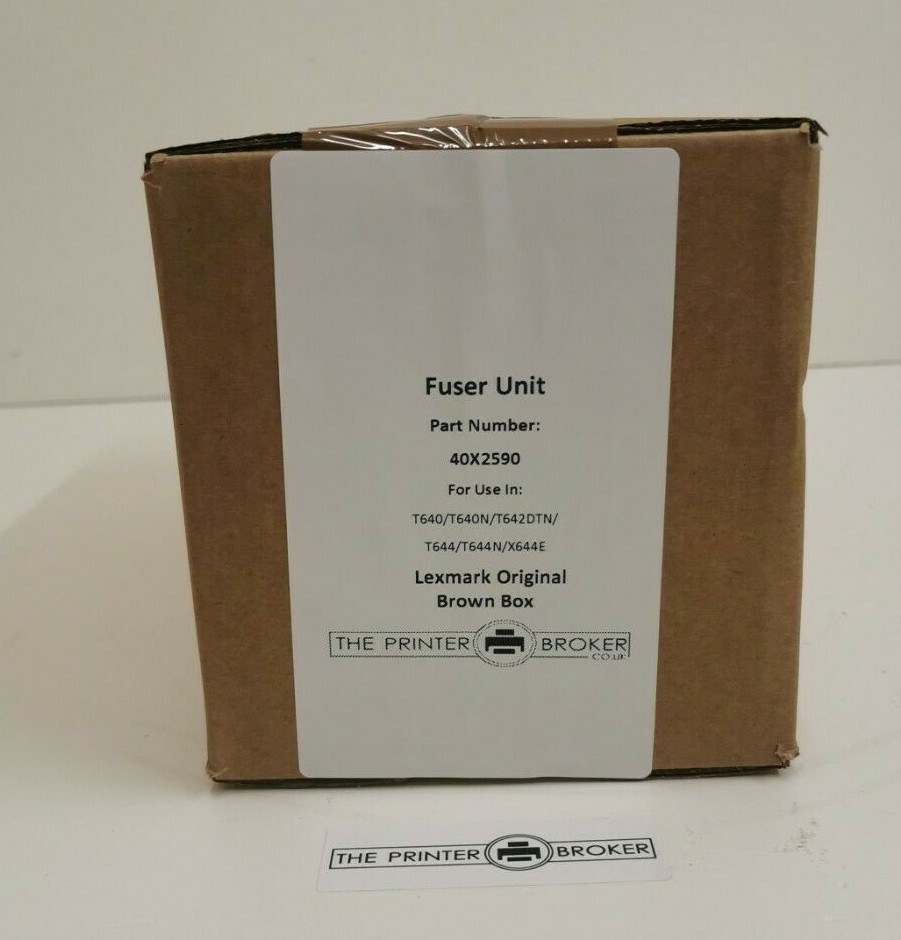 Fuser Unit
Part Number:
40X2590
For Use In:
T640/T640N/T642DTN/
T644/T644N/X644E
Lexmark Original
Brown Box
THE PRINTER BROKER
CO.UK
THE PRINTER BROKER